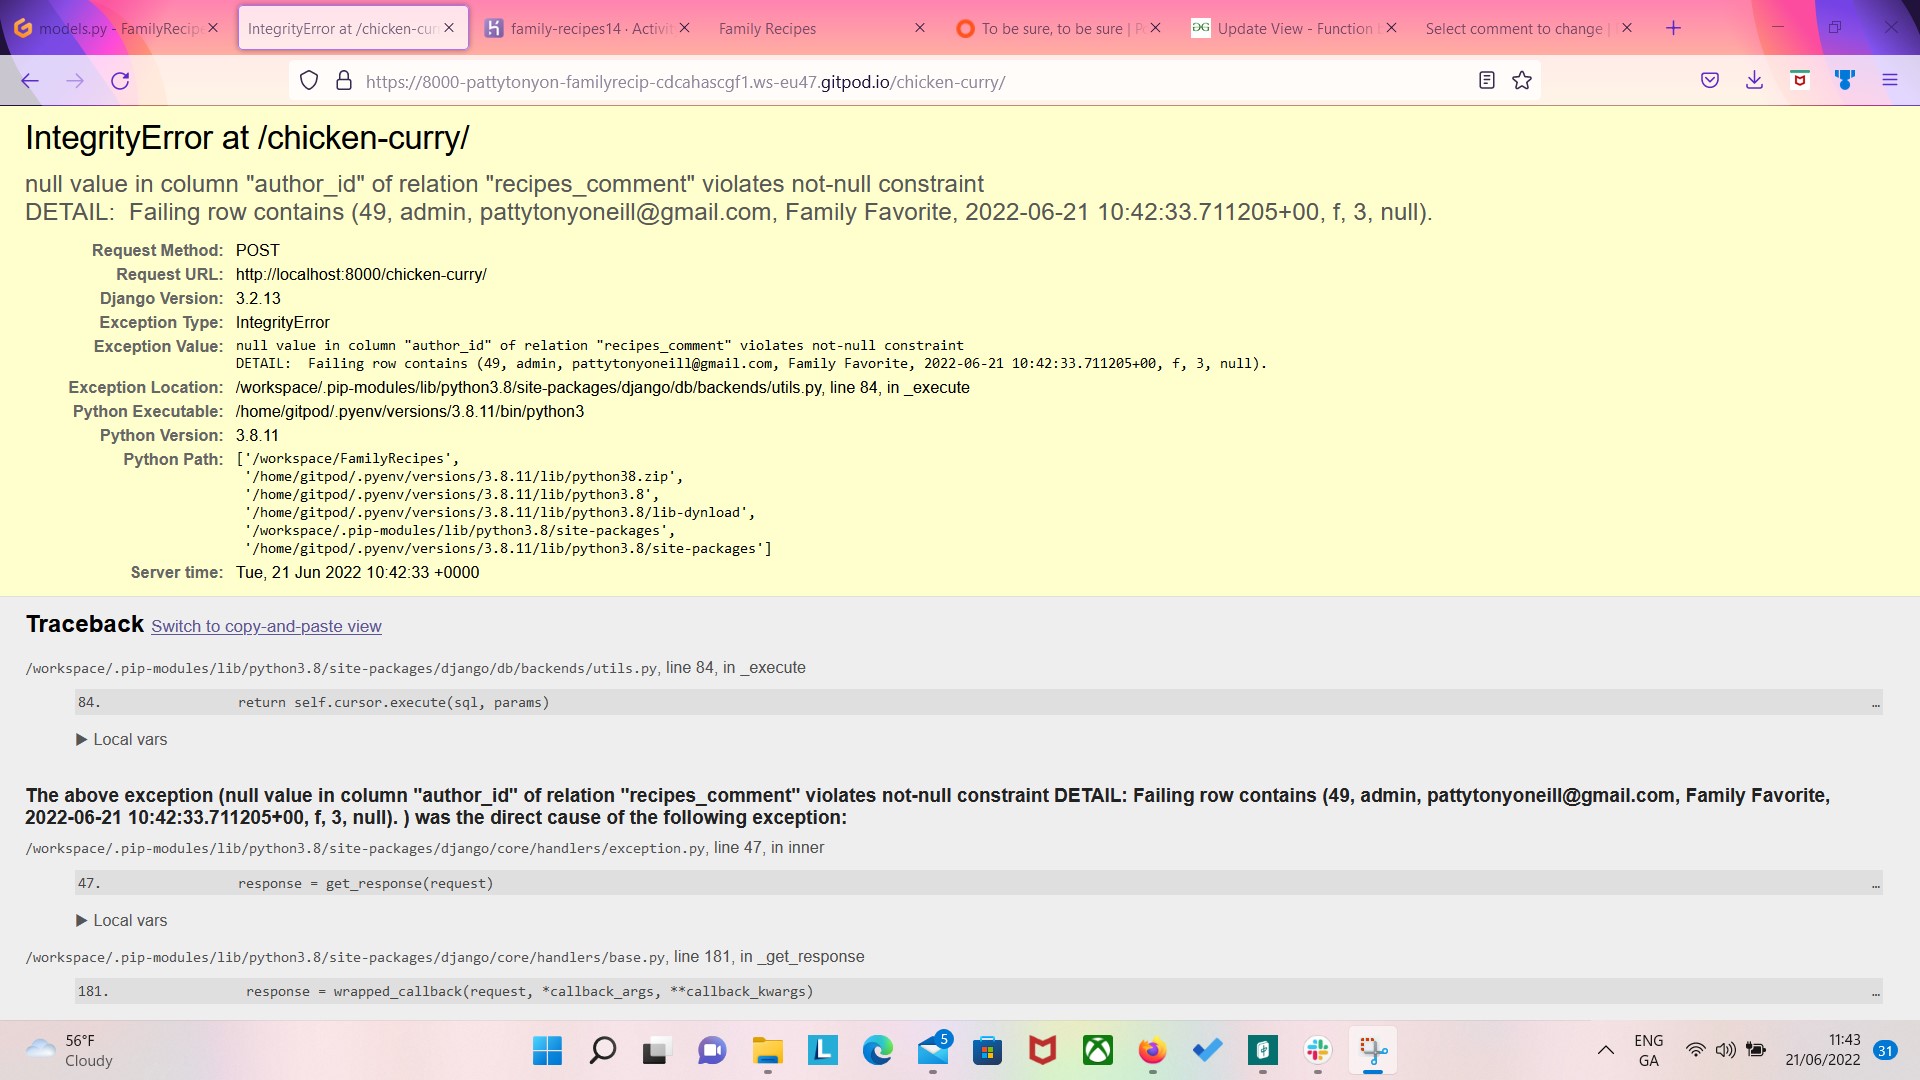 models.py - FamilyRecipe
IntegrityError at /chicken-curr
family-recipes14 · Activit
Family Recipes
To be sure, to be sure | P
Update View - Function
Select comment to change |
https://8000-pattytonyon-familyrecip-cdcahascgf1.ws-eu47.gitpod.io/chicken-curry/
IntegrityError at /chicken-curry/
null value in column "author_id" of relation "recipes_comment" violates not-null constraint
DETAIL:  Failing row contains (49, admin, pattytonyoneill@gmail.com, Family Favorite, 2022-06-21 10:42:33.711205+00, f, 3, null).
Request Method: POST
Request URL: http://localhost:8000/chicken-curry/
Django Version: 3.2.13
Exception Type: IntegrityError
Exception Value: null value in column "author_id" of relation "recipes_comment" violates not-null constraint
DETAIL:  Failing row contains (49, admin, pattytonyoneill@gmail.com, Family Favorite, 2022-06-21 10:42:33.711205+00, f, 3, null).
Exception Location: /workspace/.pip-modules/lib/python3.8/site-packages/django/db/backends/utils.py, line 84, in _execute
Python Executable: /home/gitpod/.pyenv/versions/3.8.11/bin/python3
Python Version: 3.8.11
Python Path: ['/workspace/FamilyRecipes',
'/home/gitpod/.pyenv/versions/3.8.11/lib/python38.zip',
'/home/gitpod/.pyenv/versions/3.8.11/lib/python3.8',
'/home/gitpod/.pyenv/versions/3.8.11/lib/python3.8/lib-dynload',
'/workspace/.pip-modules/lib/python3.8/site-packages',
'/home/gitpod/.pyenv/versions/3.8.11/lib/python3.8/site-packages']
Server time: Tue, 21 Jun 2022 10:42:33 +0000
Traceback Switch to copy-and-paste view
/workspace/.pip-modules/lib/python3.8/site-packages/django/db/backends/utils.py, line 84, in _execute
84. return self.cursor.execute(sql, params) …
▶ Local vars
The above exception (null value in column "author_id" of relation "recipes_comment" violates not-null constraint DETAIL: Failing row contains (49, admin, pattytonyoneill@gmail.com, Family Favorite,
2022-06-21 10:42:33.711205+00, f, 3, null). ) was the direct cause of the following exception:
/workspace/.pip-modules/lib/python3.8/site-packages/django/core/handlers/exception.py, line 47, in inner
47. response = get_response(request) …
▶ Local vars
/workspace/.pip-modules/lib/python3.8/site-packages/django/core/handlers/base.py, line 181, in _get_response
181. response = wrapped_callback(request, *callback_args, **callback_kwargs) …
56°F
Cloudy
5
ENG
GA
11:43
21/06/2022
31